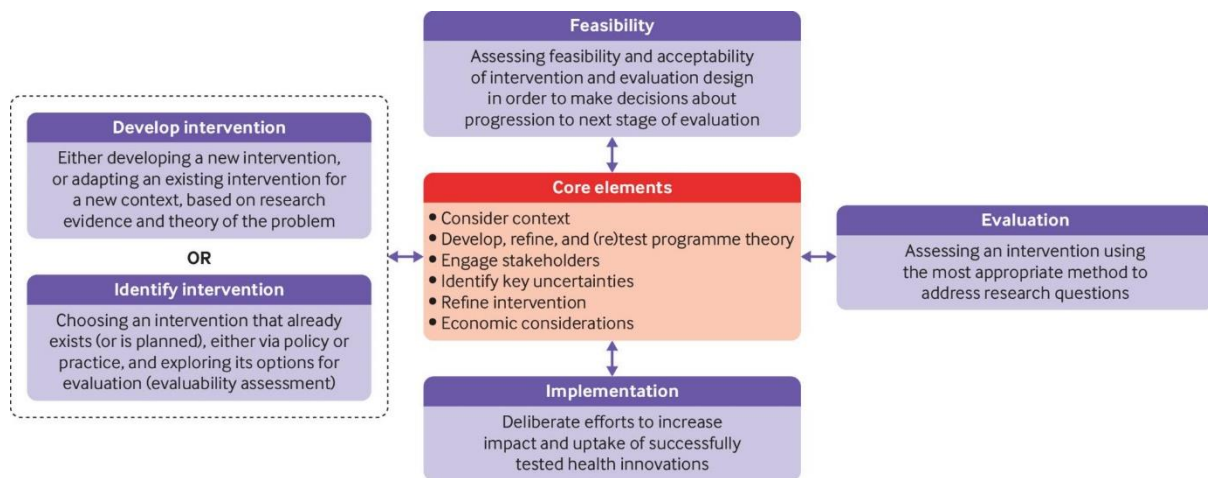 Feasibility
Assessing feasibility and acceptability
of intervention and evaluation design
in order to make decisions about
progression to next stage of evaluation
Develop intervention
Either developing a new intervention,
or adapting an existing intervention for
a new context, based on research
evidence and theory of the problem
OR
Identify intervention
Choosing an intervention that already
exists (or is planned), either via policy or
practice, and exploring its options for
evaluation (evaluability assessment)
Core elements
• Consider context
• Develop, refine, and (re)test programme theory
• Engage stakeholders
• Identify key uncertainties
• Refine intervention
• Economic considerations
Evaluation
Assessing an intervention using
the most appropriate method to
address research questions
Implementation
Deliberate efforts to increase
impact and uptake of successfully
tested health innovations